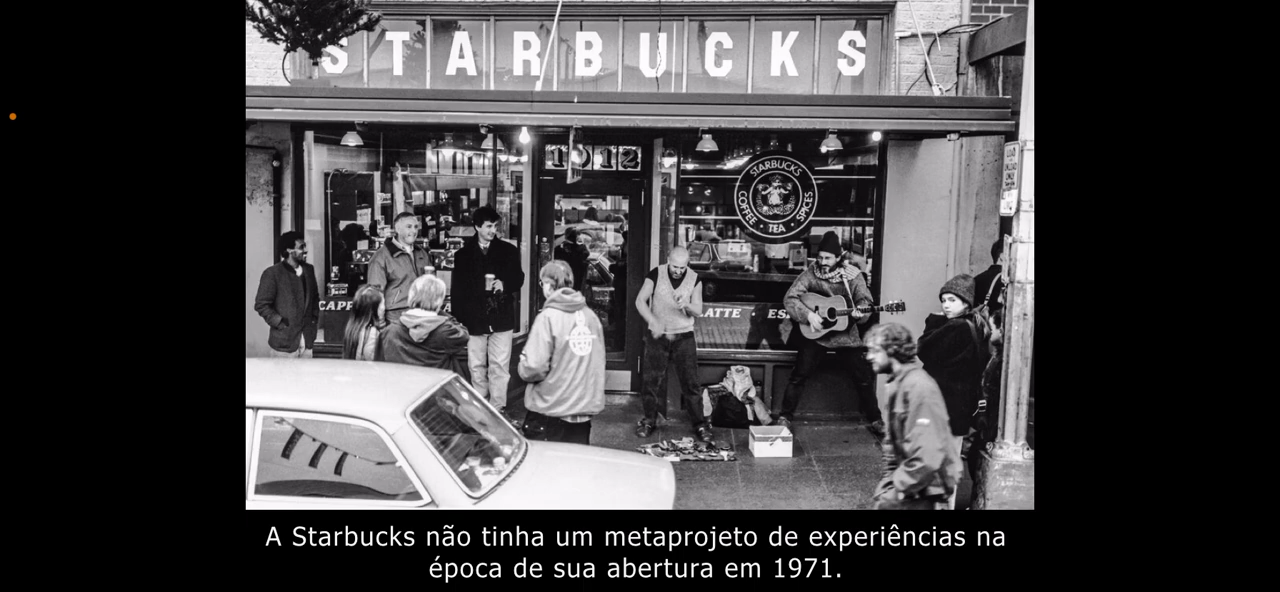 STARBUCKS
1912
STARBUCKS
COFFEE · TEA · SPICES
LATTE ·
A Starbucks não tinha um metaprojeto de experiências na
época de sua abertura em 1971.